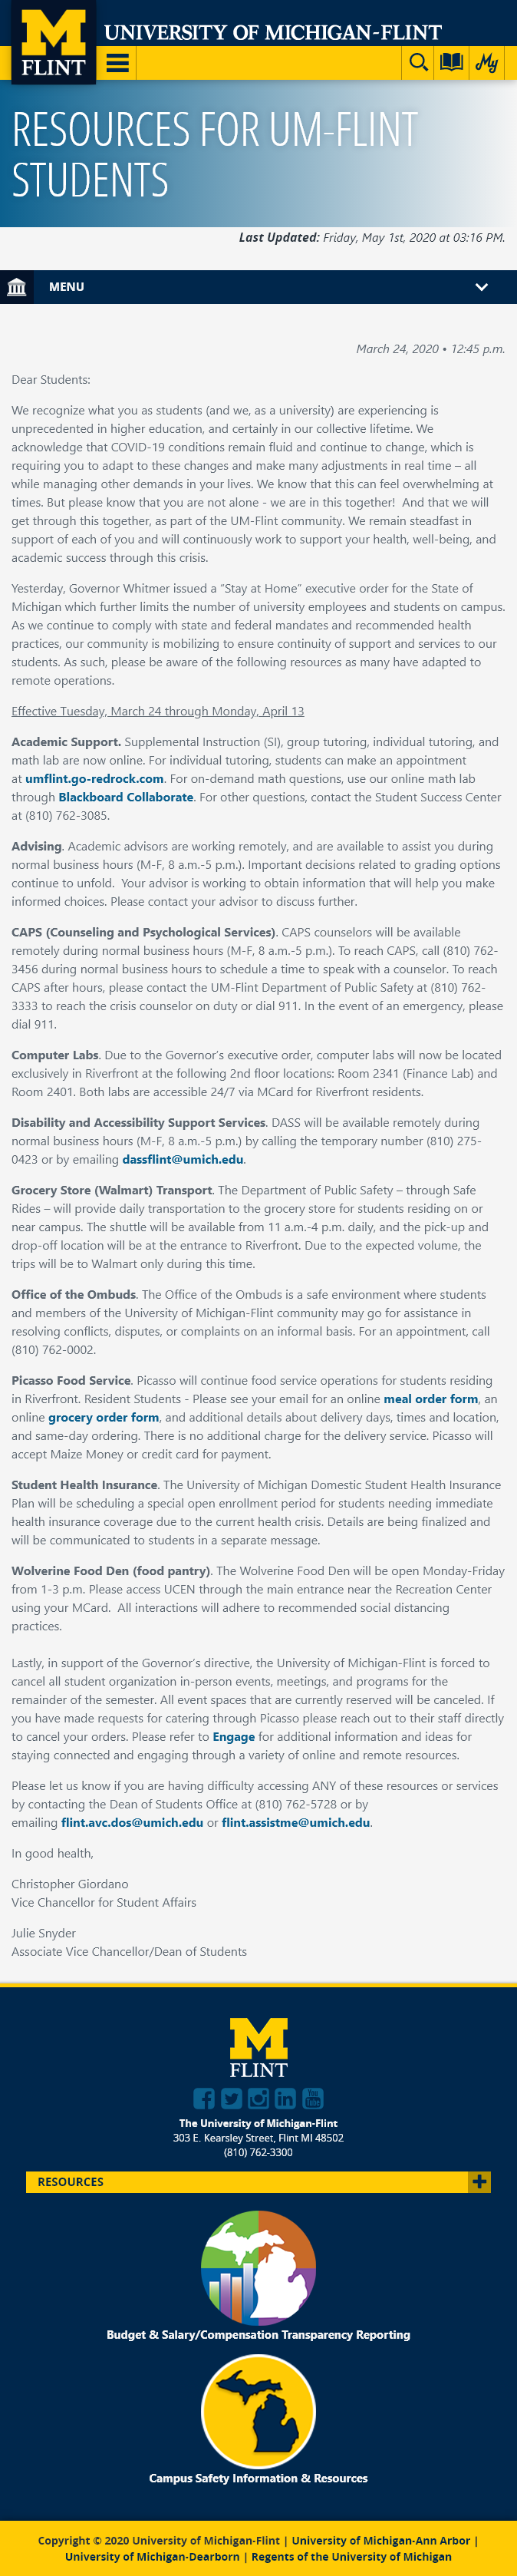 M
FLINT
UNIVERSITY OF MICHIGAN-FLINT
My
RESOURCES FOR UM-FLINT
STUDENTS
Last Updated: Friday, May 1st, 2020 at 03:16 PM.
MENU
March 24, 2020 • 12:45 p.m.
Dear Students:
We recognize what you as students (and we, as a university) are experiencing is
unprecedented in higher education, and certainly in our collective lifetime. We
acknowledge that COVID-19 conditions remain fluid and continue to change, which is
requiring you to adapt to these changes and make many adjustments in real time – all
while managing other demands in your lives. We know that this can feel overwhelming at
times. But please know that you are not alone - we are in this together!  And that we will
get through this together, as part of the UM-Flint community. We remain steadfast in
support of each of you and will continuously work to support your health, well-being, and
academic success through this crisis.
Yesterday, Governor Whitmer issued a “Stay at Home” executive order for the State of
Michigan which further limits the number of university employees and students on campus.
As we continue to comply with state and federal mandates and recommended health
practices, our community is mobilizing to ensure continuity of support and services to our
students. As such, please be aware of the following resources as many have adapted to
remote operations.
Effective Tuesday, March 24 through Monday, April 13
Academic Support. Supplemental Instruction (SI), group tutoring, individual tutoring, and
math lab are now online. For individual tutoring, students can make an appointment
at umflint.go-redrock.com. For on-demand math questions, use our online math lab
through Blackboard Collaborate. For other questions, contact the Student Success Center
at (810) 762-3085.
Advising. Academic advisors are working remotely, and are available to assist you during
normal business hours (M-F, 8 a.m.-5 p.m.). Important decisions related to grading options
continue to unfold.  Your advisor is working to obtain information that will help you make
informed choices. Please contact your advisor to discuss further.
CAPS (Counseling and Psychological Services). CAPS counselors will be available
remotely during normal business hours (M-F, 8 a.m.-5 p.m.). To reach CAPS, call (810) 762-
3456 during normal business hours to schedule a time to speak with a counselor. To reach
CAPS after hours, please contact the UM-Flint Department of Public Safety at (810) 762-
3333 to reach the crisis counselor on duty or dial 911. In the event of an emergency, please
dial 911.
Computer Labs. Due to the Governor’s executive order, computer labs will now be located
exclusively in Riverfront at the following 2nd floor locations: Room 2341 (Finance Lab) and
Room 2401. Both labs are accessible 24/7 via MCard for Riverfront residents.
Disability and Accessibility Support Services. DASS will be available remotely during
normal business hours (M-F, 8 a.m.-5 p.m.) by calling the temporary number (810) 275-
0423 or by emailing dassflint@umich.edu.
Grocery Store (Walmart) Transport. The Department of Public Safety – through Safe
Rides – will provide daily transportation to the grocery store for students residing on or
near campus. The shuttle will be available from 11 a.m.-4 p.m. daily, and the pick-up and
drop-off location will be at the entrance to Riverfront. Due to the expected volume, the
trips will be to Walmart only during this time.
Office of the Ombuds. The Office of the Ombuds is a safe environment where students
and members of the University of Michigan-Flint community may go for assistance in
resolving conflicts, disputes, or complaints on an informal basis. For an appointment, call
(810) 762-0002.
Picasso Food Service. Picasso will continue food service operations for students residing
in Riverfront. Resident Students - Please see your email for an online meal order form, an
online grocery order form, and additional details about delivery days, times and location,
and same-day ordering. There is no additional charge for the delivery service. Picasso will
accept Maize Money or credit card for payment.
Student Health Insurance. The University of Michigan Domestic Student Health Insurance
Plan will be scheduling a special open enrollment period for students needing immediate
health insurance coverage due to the current health crisis. Details are being finalized and
will be communicated to students in a separate message.
Wolverine Food Den (food pantry). The Wolverine Food Den will be open Monday-Friday
from 1-3 p.m. Please access UCEN through the main entrance near the Recreation Center
using your MCard.  All interactions will adhere to recommended social distancing
practices.
Lastly, in support of the Governor’s directive, the University of Michigan-Flint is forced to
cancel all student organization in-person events, meetings, and programs for the
remainder of the semester. All event spaces that are currently reserved will be canceled. If
you have made requests for catering through Picasso please reach out to their staff directly
to cancel your orders. Please refer to Engage for additional information and ideas for
staying connected and engaging through a variety of online and remote resources.
Please let us know if you are having difficulty accessing ANY of these resources or services
by contacting the Dean of Students Office at (810) 762-5728 or by
emailing flint.avc.dos@umich.edu or flint.assistme@umich.edu.
In good health,
Christopher Giordano
Vice Chancellor for Student Affairs
Julie Snyder
Associate Vice Chancellor/Dean of Students
M
FLINT
You Tube
The University of Michigan-Flint
303 E. Kearsley Street, Flint MI 48502
(810) 762-3300
RESOURCES
Budget & Salary/Compensation Transparency Reporting
Campus Safety Information & Resources
Copyright © 2020 University of Michigan-Flint | University of Michigan-Ann Arbor |
University of Michigan-Dearborn | Regents of the University of Michigan